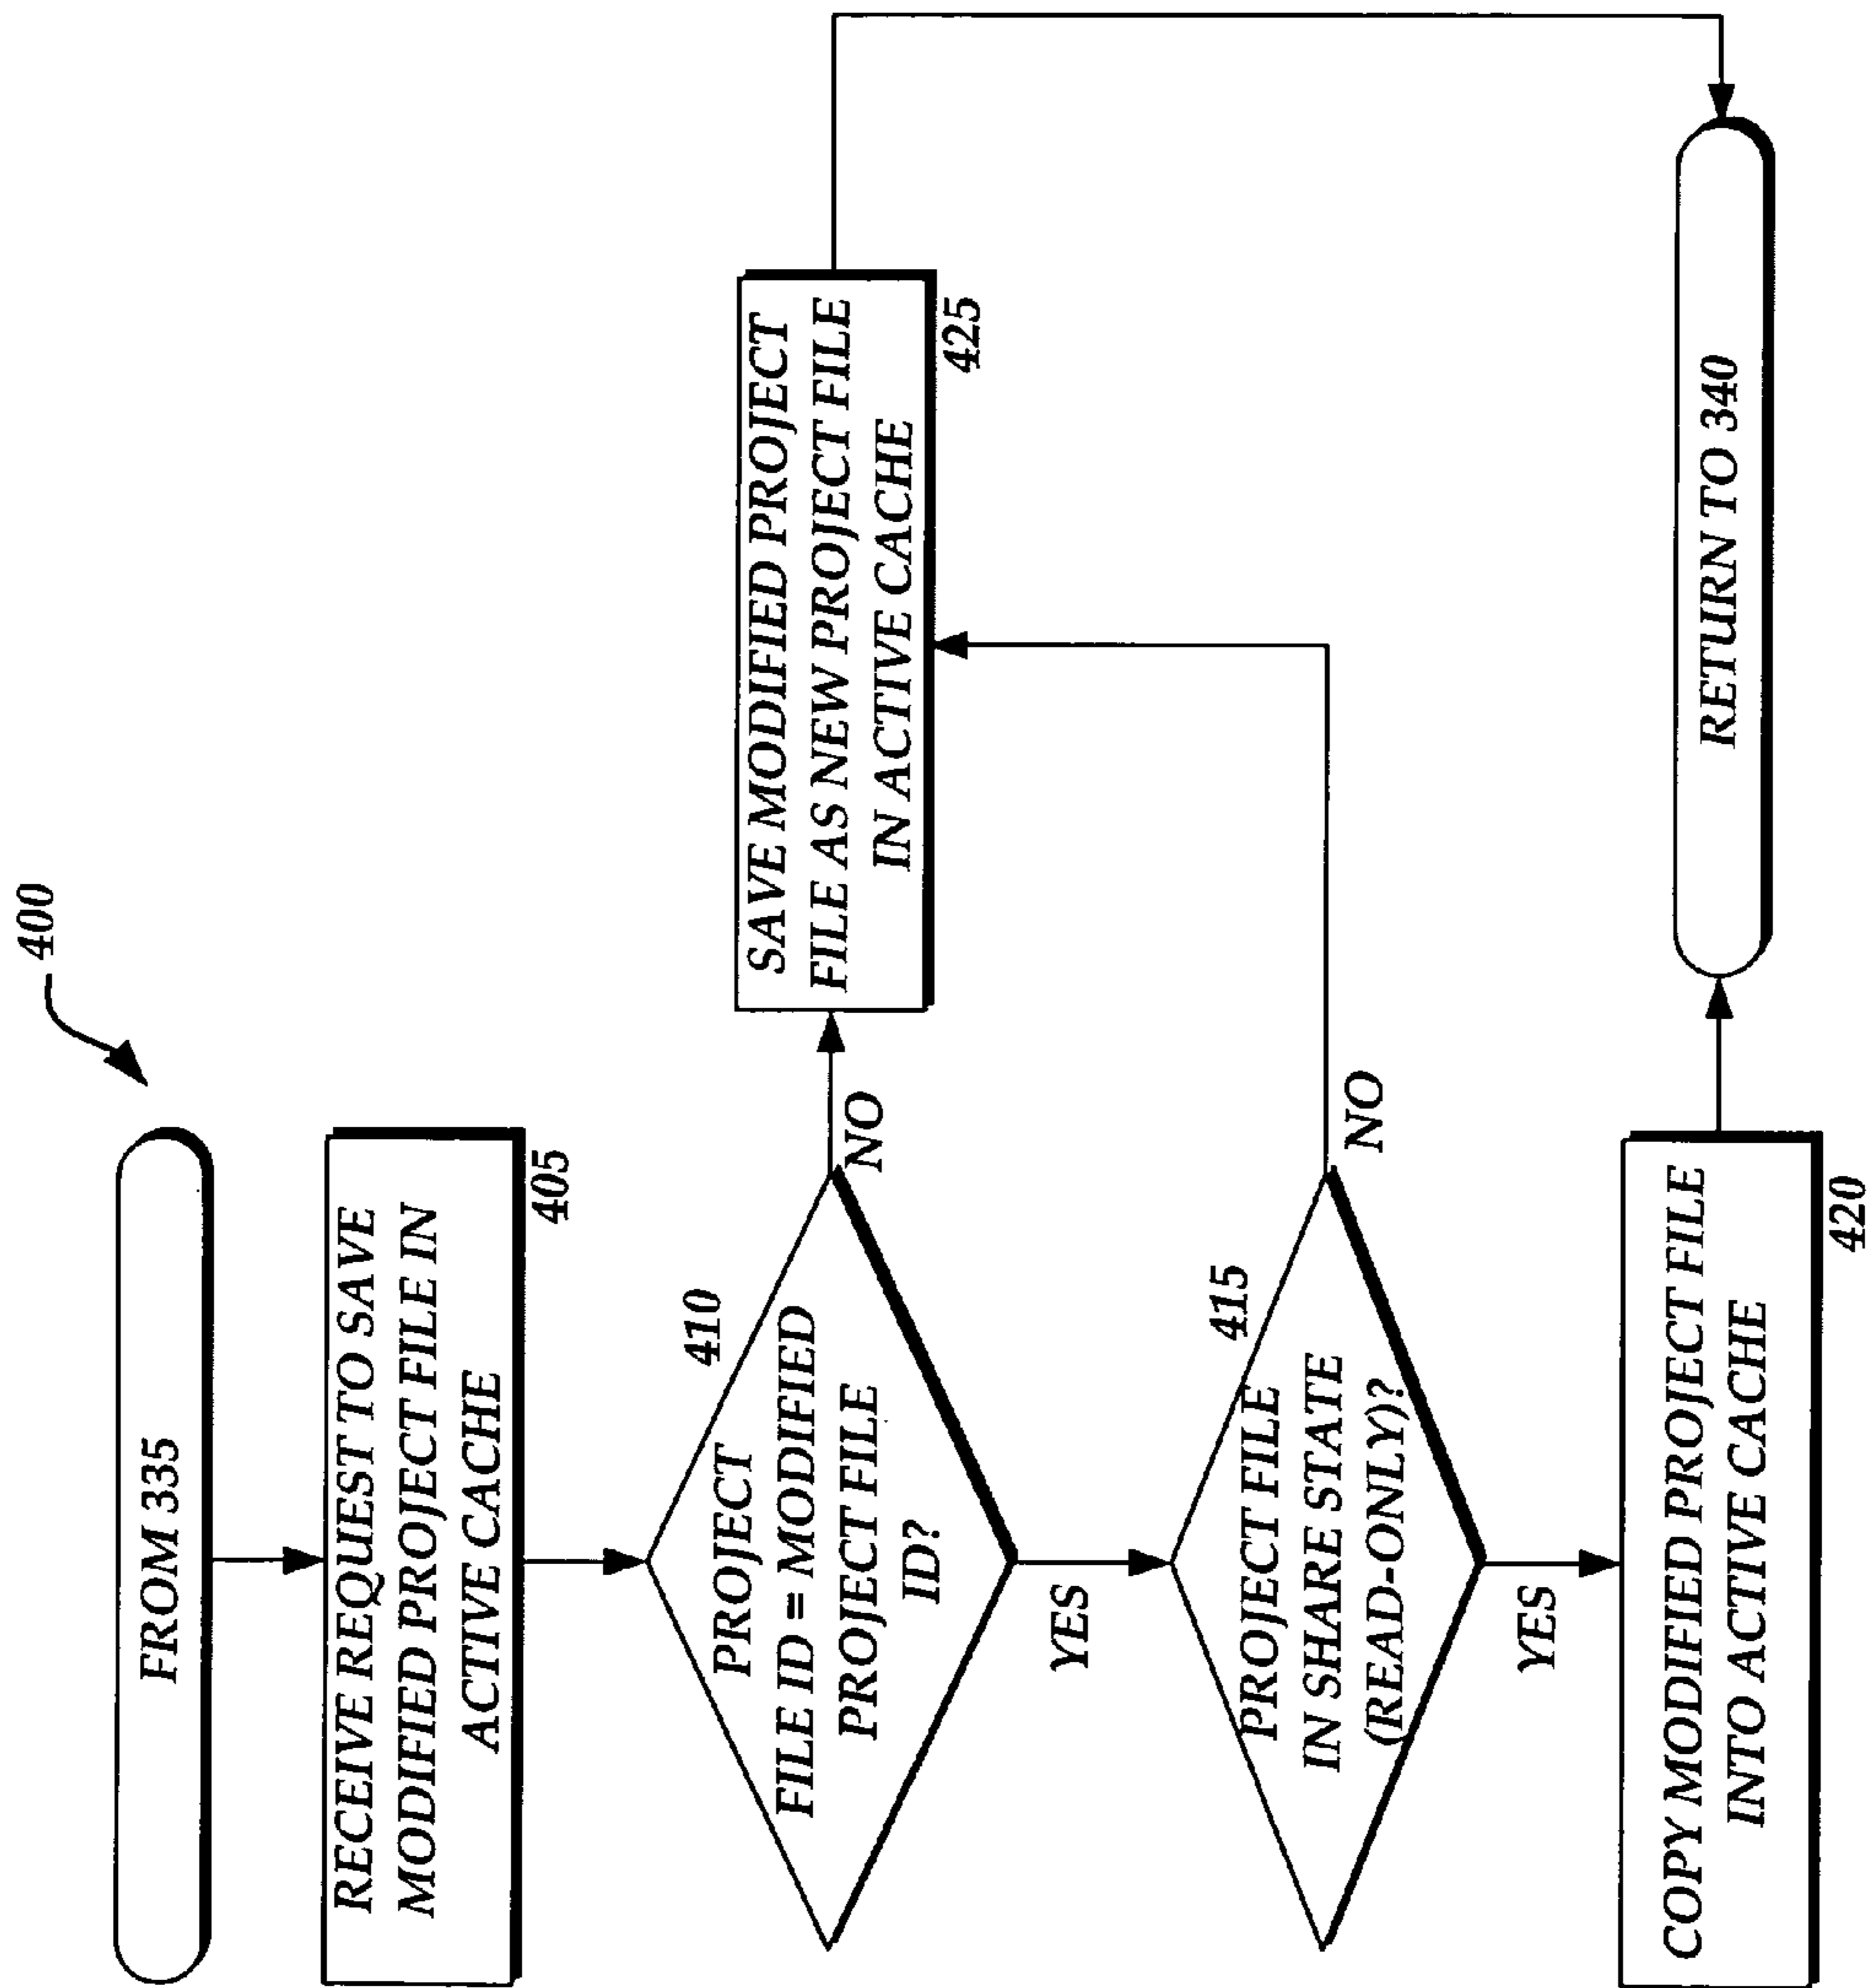 400
FROM 335
RECEIVE REQUEST TO SAVE
MODIFIED PROJECT FILE IN
ACTIVE CACHE
405
410
PROJECT
FILE ID = MODIFIED
PROJECT FILE
ID?
NO
YES
SAVE MODIFIED PROJECT
FILE AS NEW PROJECT FILE
IN ACTIVE CACHE
425
415
PROJECT FILE
IN SHARE STATE
(READ-ONLY)?
NO
YES
COPY MODIFIED PROJECT FILE
INTO ACTIVE CACHE
420
RETURN TO 340